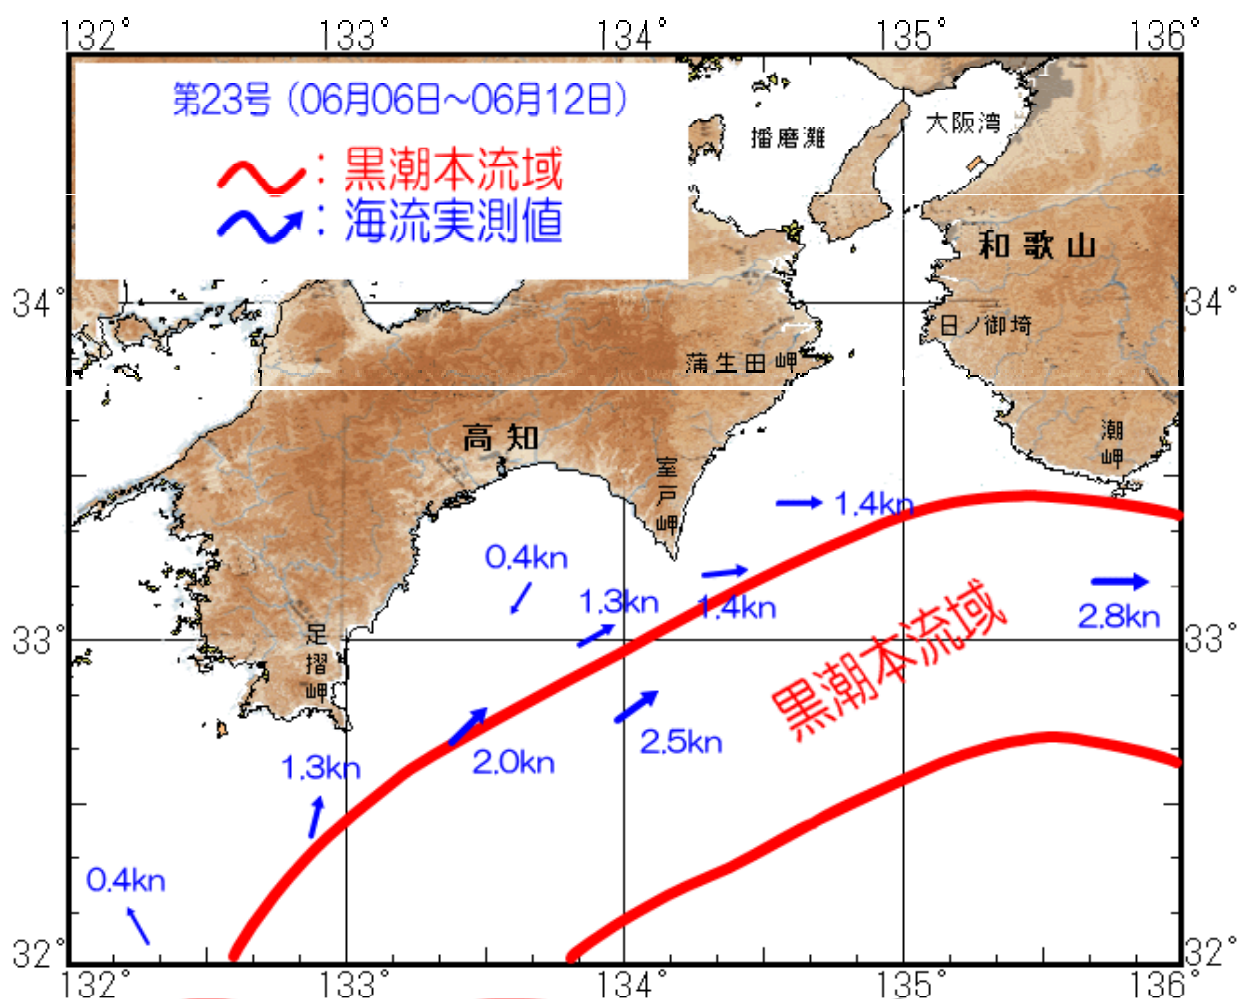 132° 133° 134° 135° 136°
第23号（06月06日～06月12日）
：黒潮本流域
：海流実測値
播磨灘
大阪湾
和歌山
34° 34°
日ノ御埼
蒲生田岬
高知
潮岬
室戸岬
1.4kn
0.4kn
1.3kn
1.4kn
2.8kn
33° 33°
足摺岬
黒潮本流域
2.5kn
2.0kn
1.3kn
0.4kn
32° 32°
132° 133° 134° 135° 136°